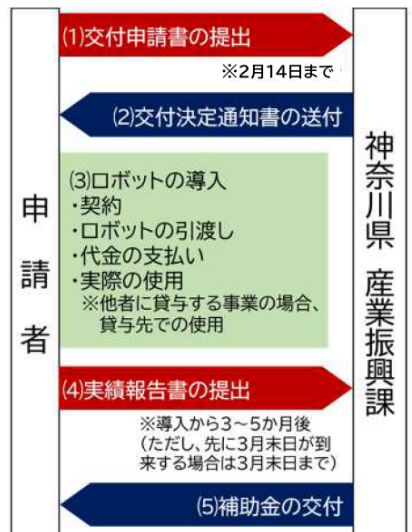 (1)交付申請書の提出
※2月14日まで
(2)交付決定通知書の送付
(3)ロボットの導入
・契約
・ロボットの引渡し
・代金の支払い
・実際の使用
※他者に貸与する事業の場合、
貸与先での使用
(4)実績報告書の提出
※導入から3～5か月後
(ただし、先に3月末日が到
来する場合は3月末日まで)
(5)補助金の交付
申請者
神奈川県 産業振興課